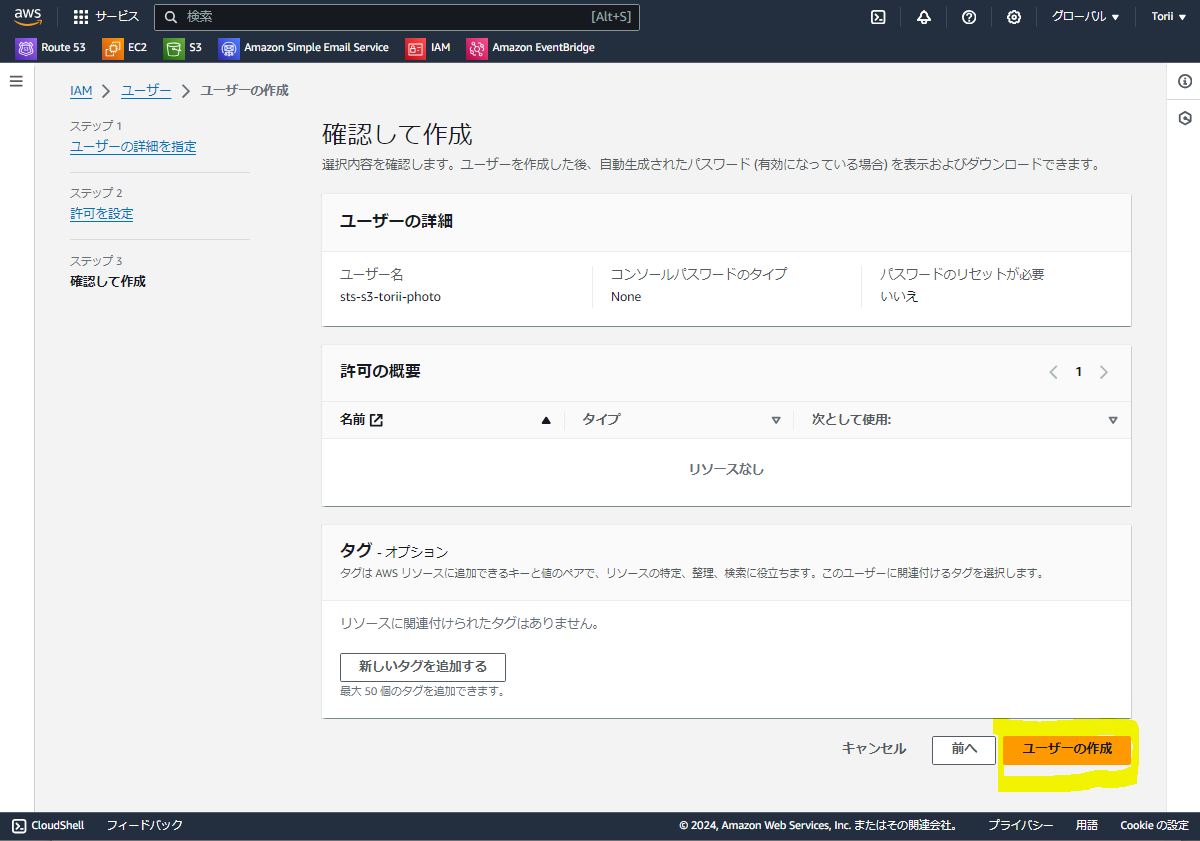 aws サービス 検索 [Alt+S] グローバル Torii
Route 53 EC2 S3 Amazon Simple Email Service IAM Amazon EventBridge
IAM ユーザー ユーザーの作成
ステップ 1
ユーザーの詳細を指定
ステップ 2
許可を設定
ステップ 3
確認して作成
確認して作成
選択内容を確認します。ユーザーを作成した後、自動生成されたパスワード (有効になっている場合) を表示およびダウンロードできます。
ユーザーの詳細
ユーザー名 コンソールパスワードのタイプ パスワードのリセットが必要
sts-s3-torii-photo None いいえ
許可の概要 1
名前 タイプ 次として使用:
リソースなし
タグ - オプション
タグは AWS リソースに追加できるキーと値のペアで、リソースの特定、整理、検索に役立ちます。このユーザーに関連付けるタグを選択します。
リソースに関連付けられたタグはありません。
新しいタグを追加する
最大 50 個のタグを追加できます。
キャンセル 前へ ユーザーの作成
CloudShell フィードバック © 2024, Amazon Web Services, Inc. またはその関連会社。 プライバシー 用語 Cookie の設定